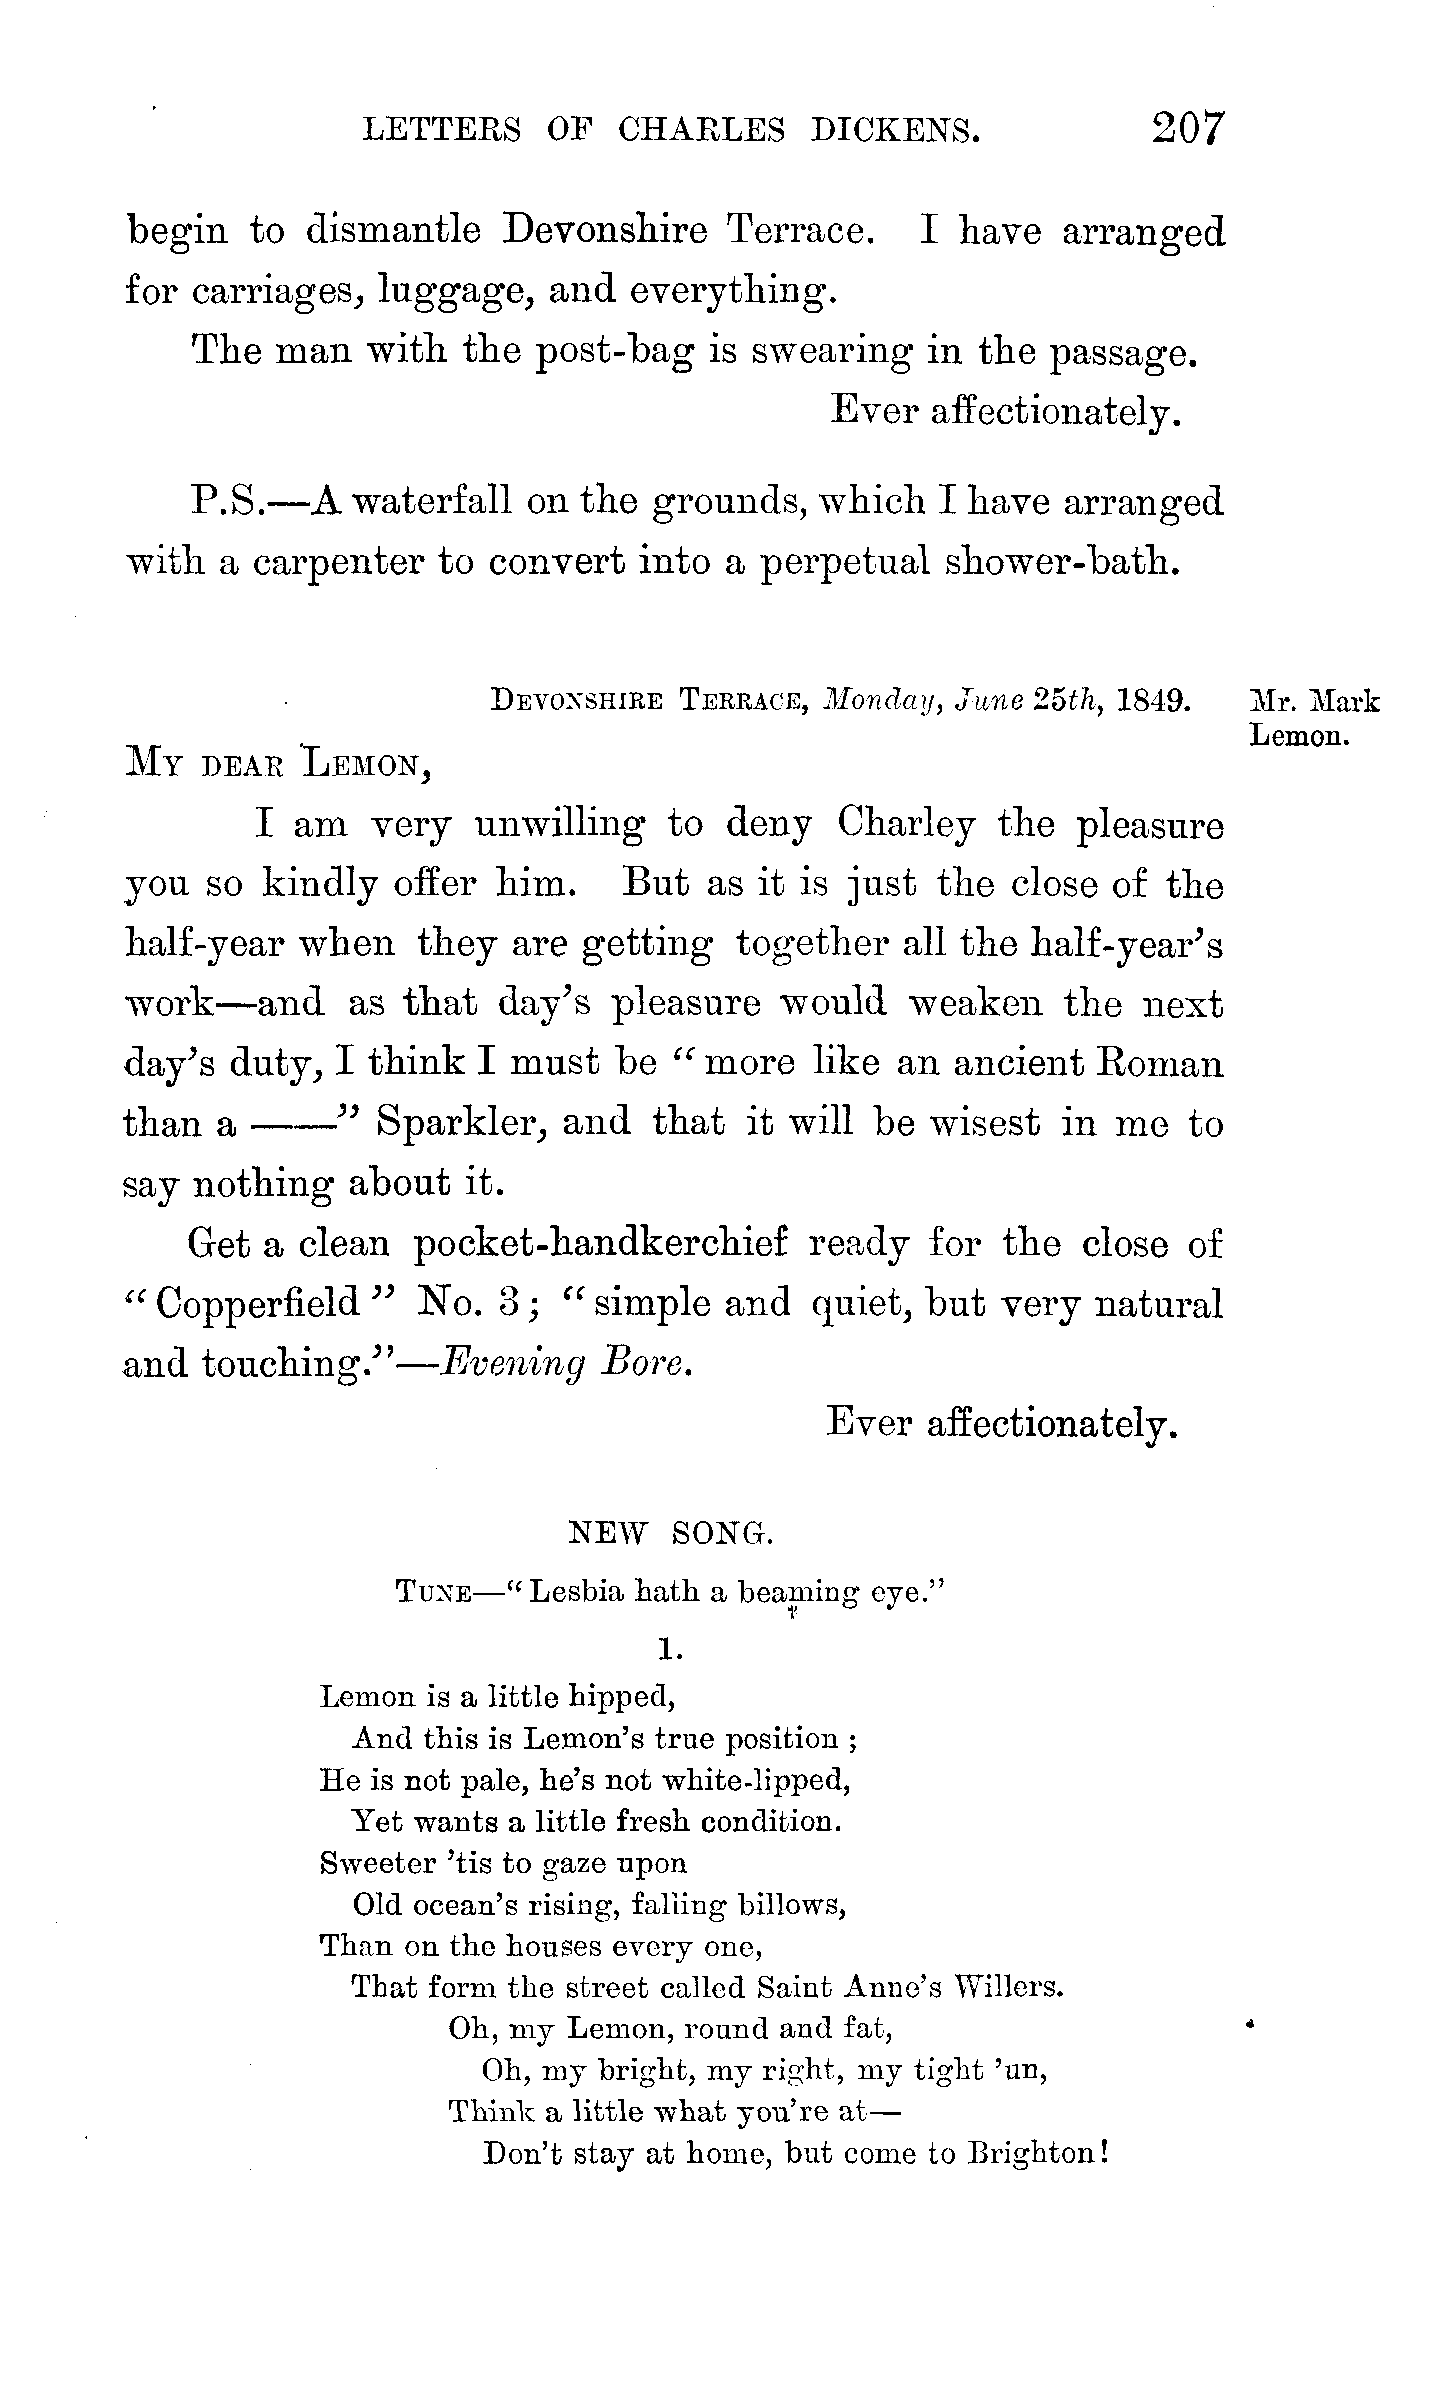 LETTERS OF CHARLES DICKENS. 207
begin to dismantle Devonshire Terrace. I have arranged
for carriages, luggage, and everything.
The man with the post-bag is swearing in the passage.
Ever affectionately.
P.S.—A waterfall on the grounds, which I have arranged
with a carpenter to convert into a perpetual shower-bath.
Devonshire Terrace, Monday, June 25th, 1849.
Mr. Mark
Lemon.
My dear Lemon,
I am very unwilling to deny Charley the pleasure
you so kindly offer him. But as it is just the close of the
half-year when they are getting together all the half-year's
work—and as that day's pleasure would weaken the next
day's duty, I think I must be “more like an ancient Roman
than a ——” Sparkler, and that it will be wisest in me to
say nothing about it.
Get a clean pocket-handkerchief ready for the close of
“Copperfield” No. 3; “simple and quiet, but very natural
and touching.”—Evening Bore.
Ever affectionately.
NEW SONG.
Tune—“Lesbia hath a beaming eye.”
1.
Lemon is a little hipped,
And this is Lemon's true position;
He is not pale, he's not white-lipped,
Yet wants a little fresh condition.
Sweeter 'tis to gaze upon
Old ocean's rising, falling billows,
Than on the houses every one,
That form the street called Saint Anne's Willers.
Oh, my Lemon, round and fat,
Oh, my bright, my right, my tight 'un,
Think a little what you're at—
Don't stay at home, but come to Brighton!